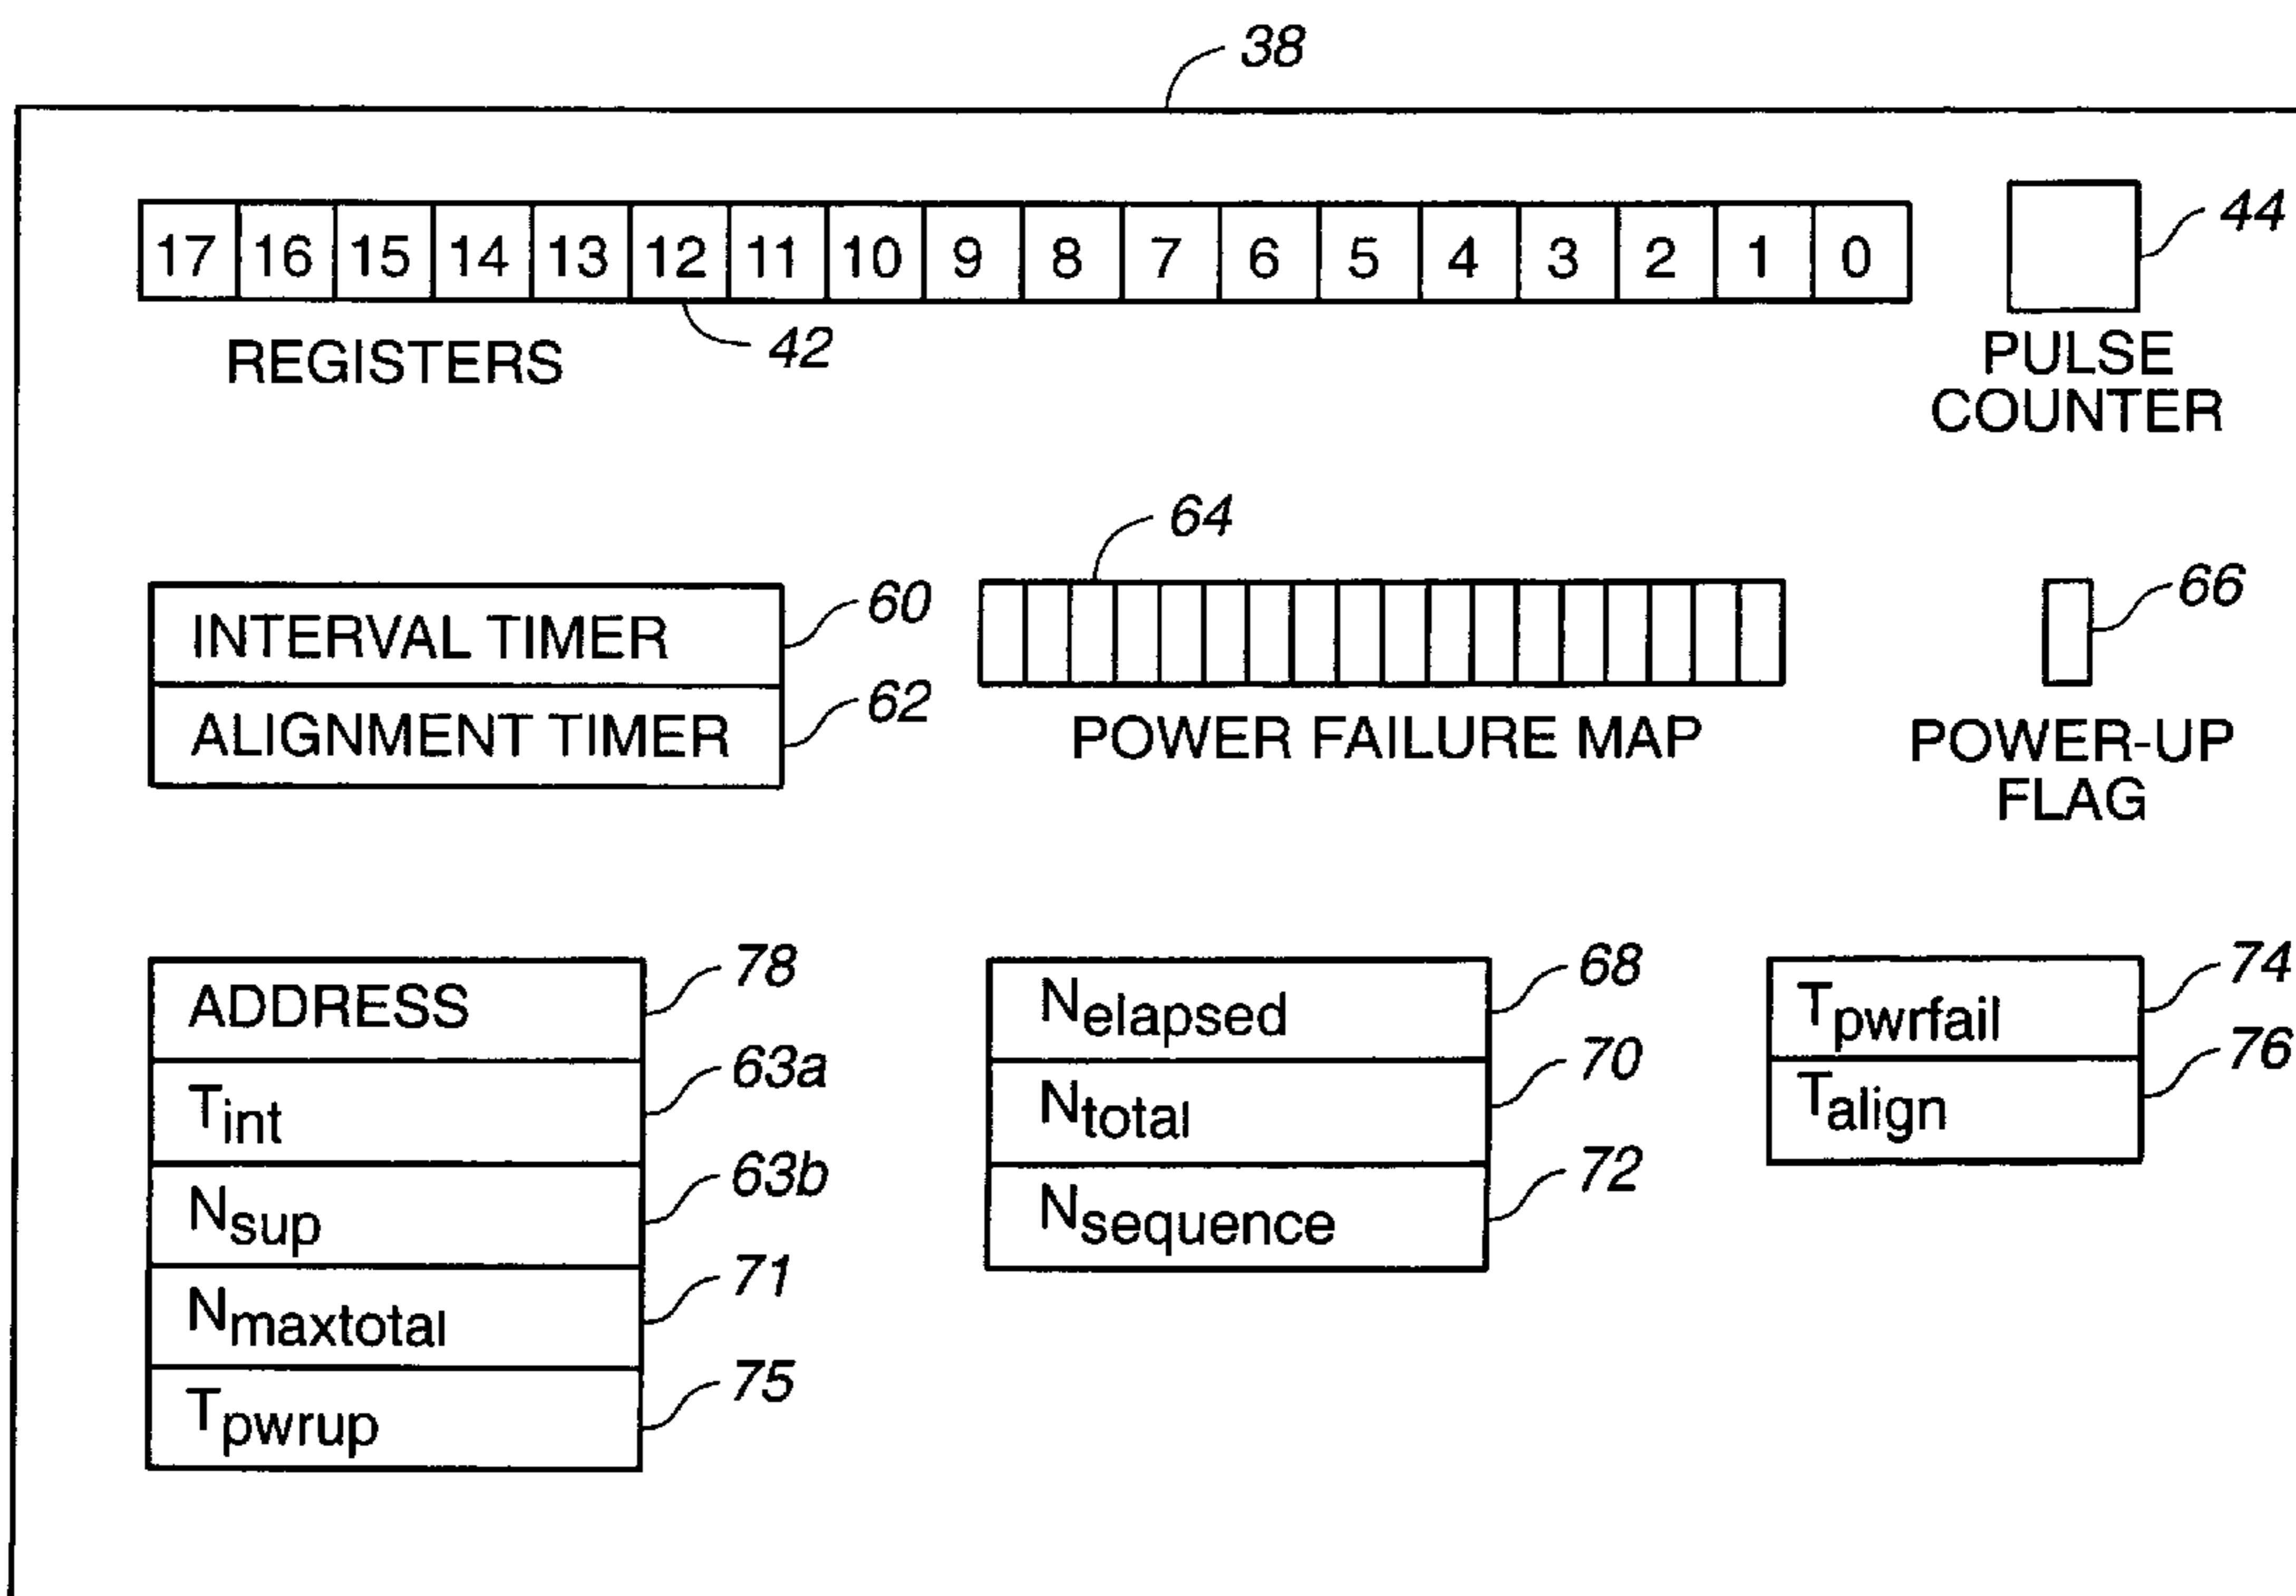 38
17 16 15 14 13 12 11 10 9 8 7 6 5 4 3 2 1 0
44
REGISTERS
42
PULSE
COUNTER
64
INTERVAL TIMER
60
66
ALIGNMENT TIMER
62
POWER FAILURE MAP
POWER-UP
FLAG
ADDRESS
78
Tint
63a
Nsup
63b
Nmaxtotal
71
Tpwrup
75
Nelapsed
68
Ntotal
70
Nsequence
72
Tpwrfail
74
Talign
76